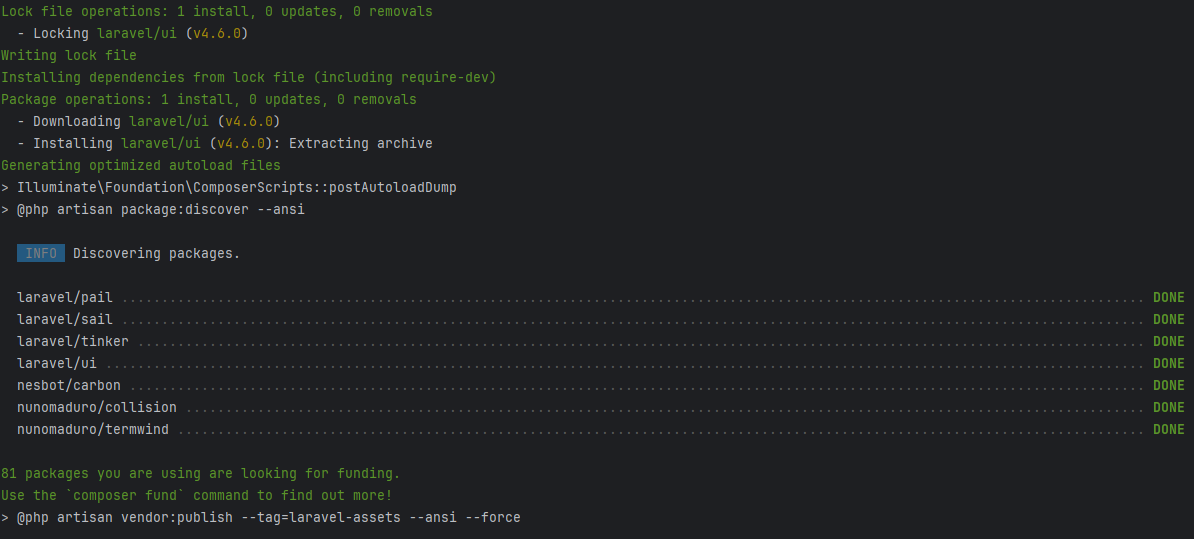 Lock file operations: 1 install, 0 updates, 0 removals
  - Locking laravel/ui (v4.6.0)
Writing lock file
Installing dependencies from lock file (including require-dev)
Package operations: 1 install, 0 updates, 0 removals
  - Downloading laravel/ui (v4.6.0)
  - Installing laravel/ui (v4.6.0): Extracting archive
Generating optimized autoload files
> Illuminate\Foundation\ComposerScripts::postAutoloadDump
> @php artisan package:discover --ansi
INFO Discovering packages.
laravel/pail ................................................................................................................................ DONE
laravel/sail ................................................................................................................................ DONE
laravel/tinker .............................................................................................................................. DONE
laravel/ui .................................................................................................................................. DONE
nesbot/carbon ............................................................................................................................... DONE
nunomaduro/collision ........................................................................................................................ DONE
nunomaduro/termwind ......................................................................................................................... DONE
81 packages you are using are looking for funding.
Use the `composer fund` command to find out more!
> @php artisan vendor:publish --tag=laravel-assets --ansi --force